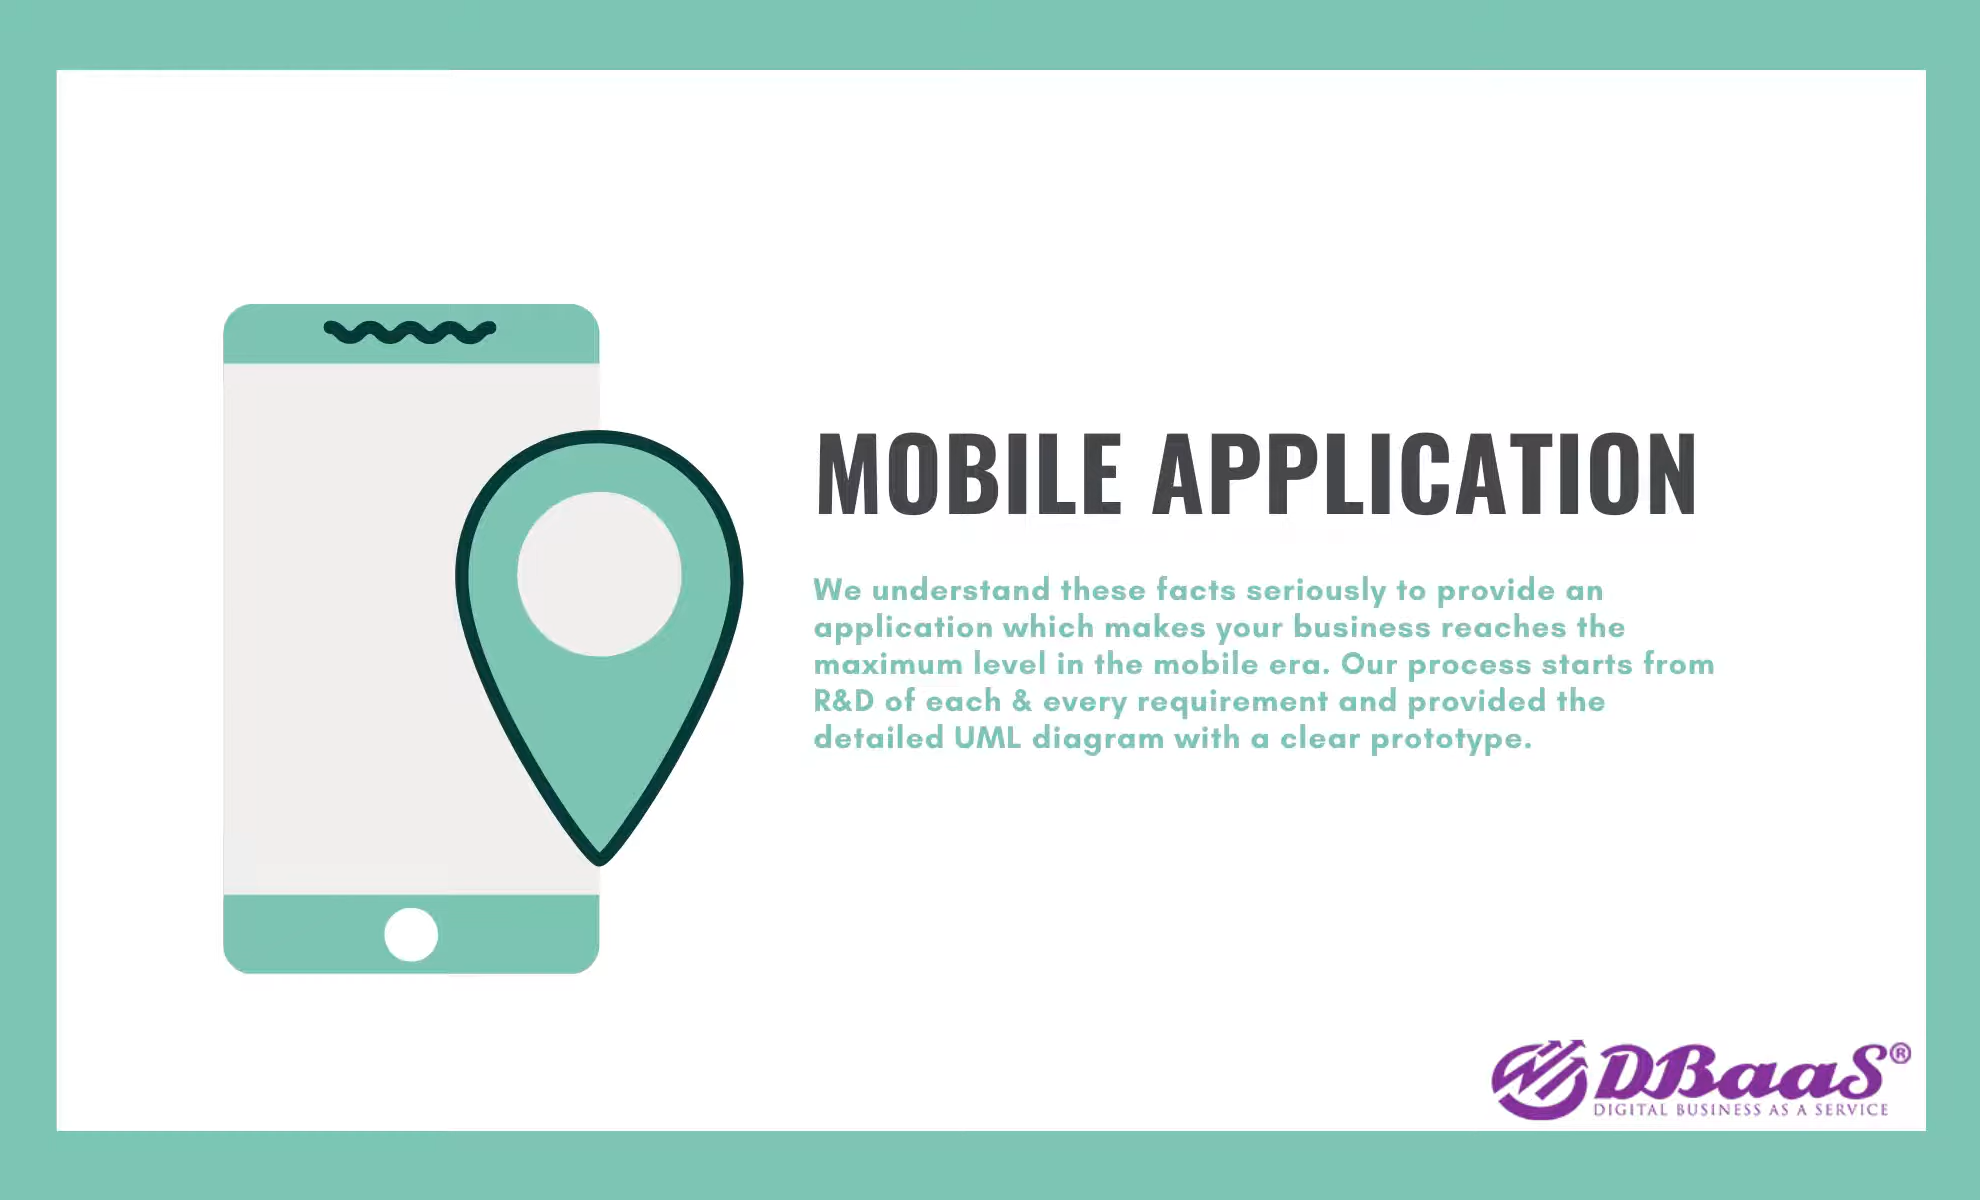 MOBILE APPLICATION
We understand these facts seriously to provide an
application which makes your business reaches the
maximum level in the mobile era. Our process starts from
R&D of each & every requirement and provided the
detailed UML diagram with a clear prototype.
DBaaS®
DIGITAL BUSINESS AS A SERVICE